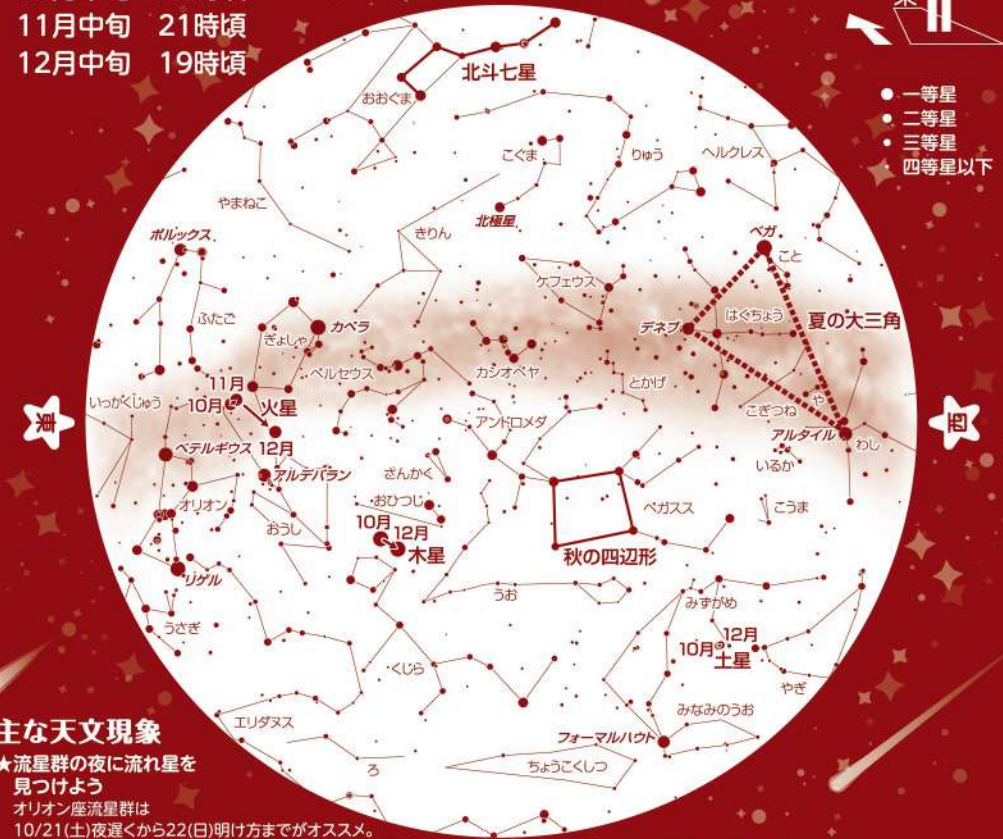 11月中旬 21時頃
12月中旬 19時頃
一等星
二等星
三等星
四等星以下
北斗七星
おおぐま
こぐま
りゅう
ヘルクレス
やまねこ
北極星
ポルックス
きりん
ベガ
こと
ケフェウス
ふたご
カペラ
ぎょしゃ
デネブ
はくちょう
夏の大三角
ペルセウス
カシオペヤ
とかげ
11月
10月
火星
12月
いっかくじゅう
や
こぎつね
アンドロメダ
アルタイル
わし
東
西
ベテルギウス
アルデバラン
さんかく
いるか
オリオン
おひつじ
ペガスス
こうま
おうし
10月
12月
木星
秋の四辺形
リゲル
うお
みずがめ
うさぎ
12月
10月
土星
くじら
やぎ
エリダヌス
みなみのうお
フォーマルハウト
ろ
ちょうこくしつ
主な天文現象
★流星群の夜に流れ星を
見つけよう
オリオン座流星群は
10/21(土)夜遅くから22(日)明け方までがオススメ。